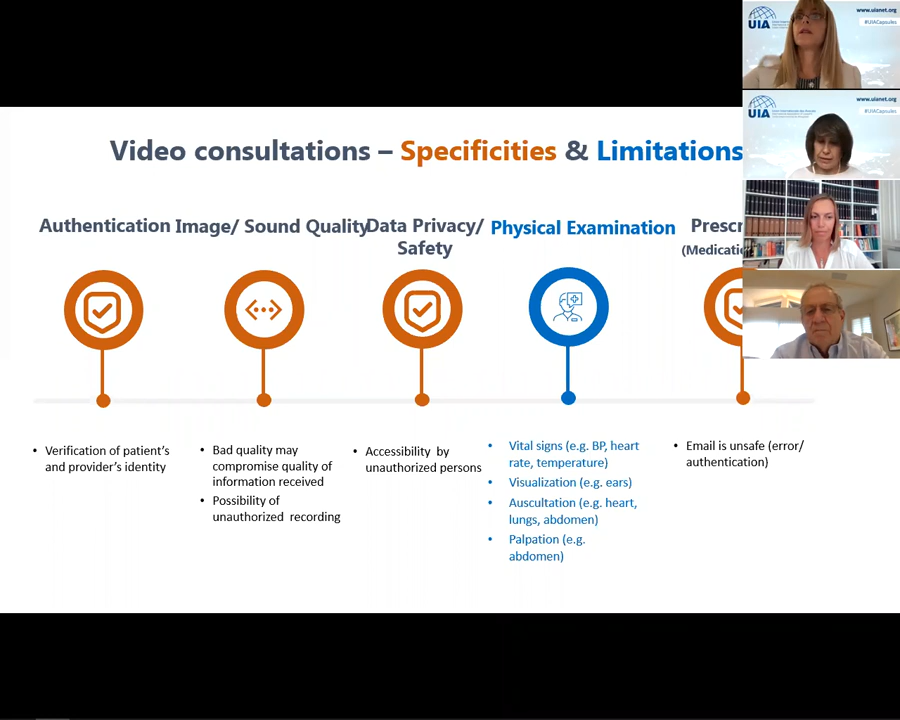 Video consultations – Specificities & Limitations
Authentication
Image/ Sound Quality
Data Privacy/
Safety
Physical Examination
• Verification of patient's
and provider's identity
• Bad quality may
compromise quality of
information received
• Possibility of
unauthorized recording
• Accessibility by
unauthorized persons
• Vital signs (e.g. BP, heart
rate, temperature)
• Visualization (e.g. ears)
• Auscultation (e.g. heart,
lungs, abdomen)
• Palpation (e.g.
abdomen)
• Email is unsafe (error/
authentication)
UIA
www.uianet.org
#UIACapsules
UIA
www.uianet.org
#UIACapsules